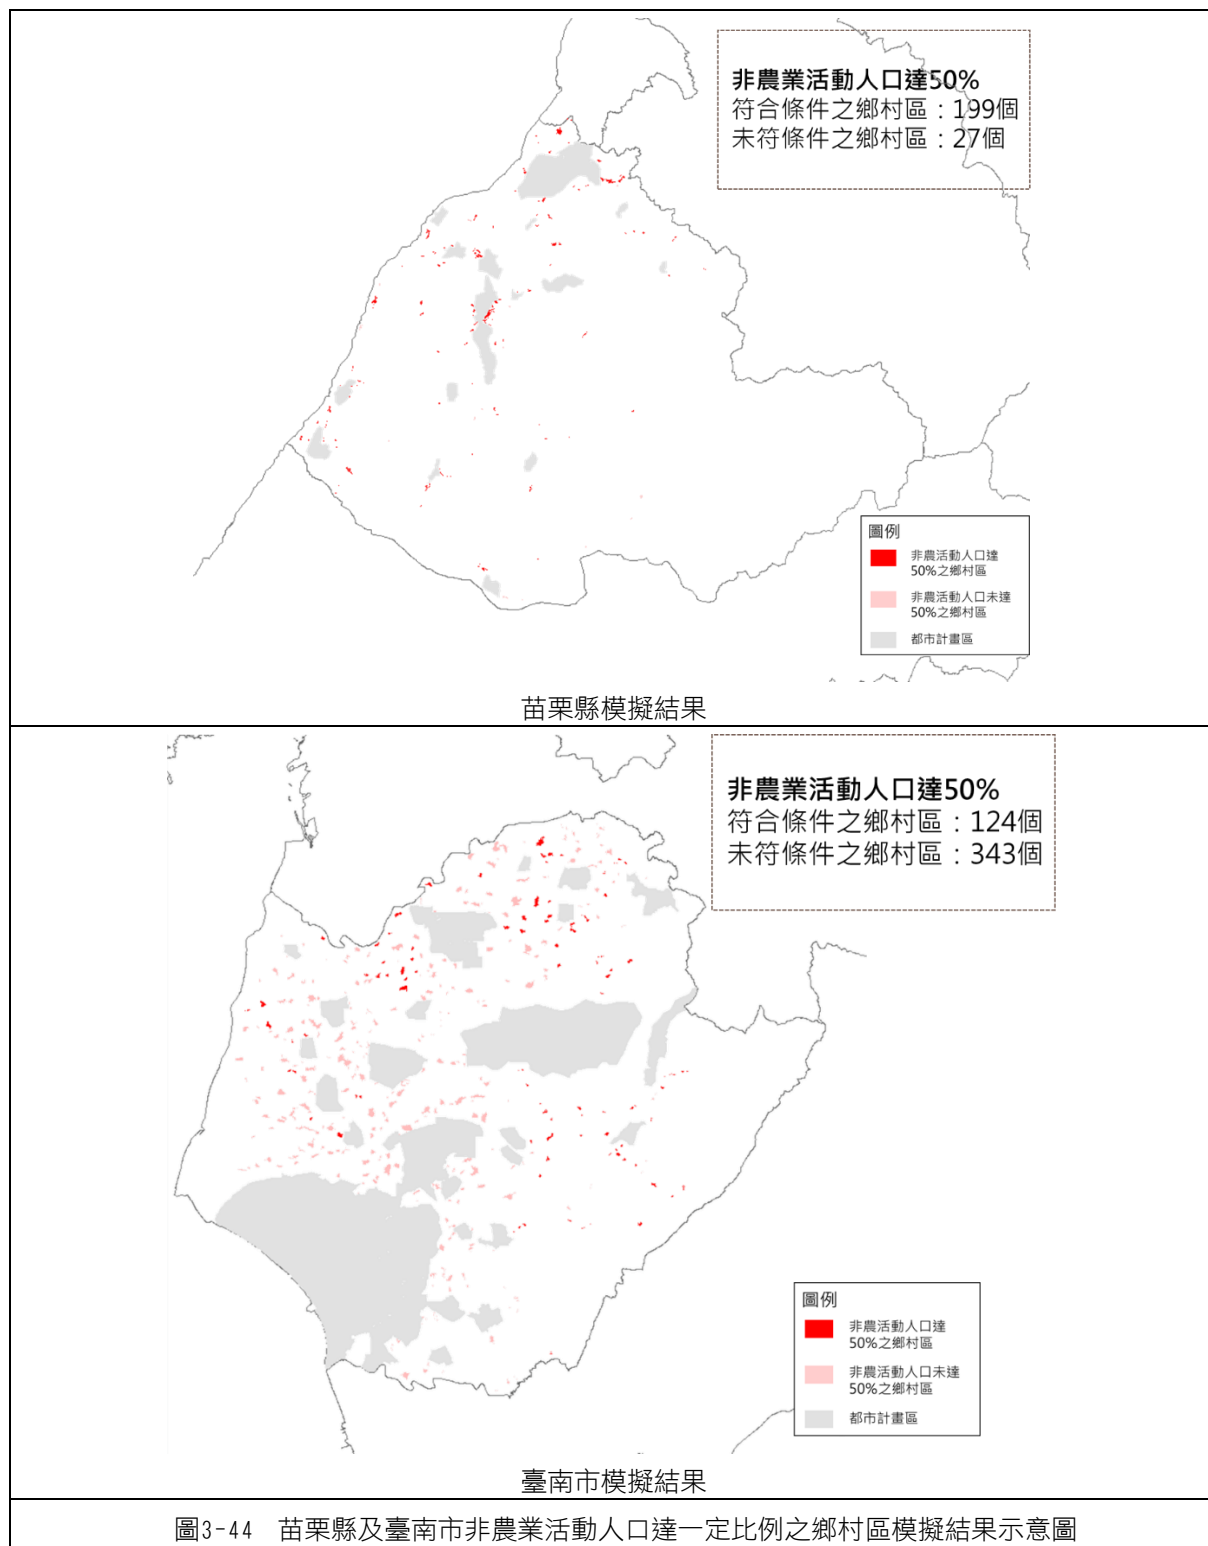 非農業活動人口達50%
符合條件之鄉村區：199個
未符條件之鄉村區：27個
圖例
非農活動人口達
50%之鄉村區
非農活動人口未達
50%之鄉村區
都市計畫區
苗栗縣模擬結果
非農業活動人口達50%
符合條件之鄉村區：124個
未符條件之鄉村區：343個
圖例
非農活動人口達
50%之鄉村區
非農活動人口未達
50%之鄉村區
都市計畫區
臺南市模擬結果
圖3-44　苗栗縣及臺南市非農業活動人口達一定比例之鄉村區模擬結果示意圖